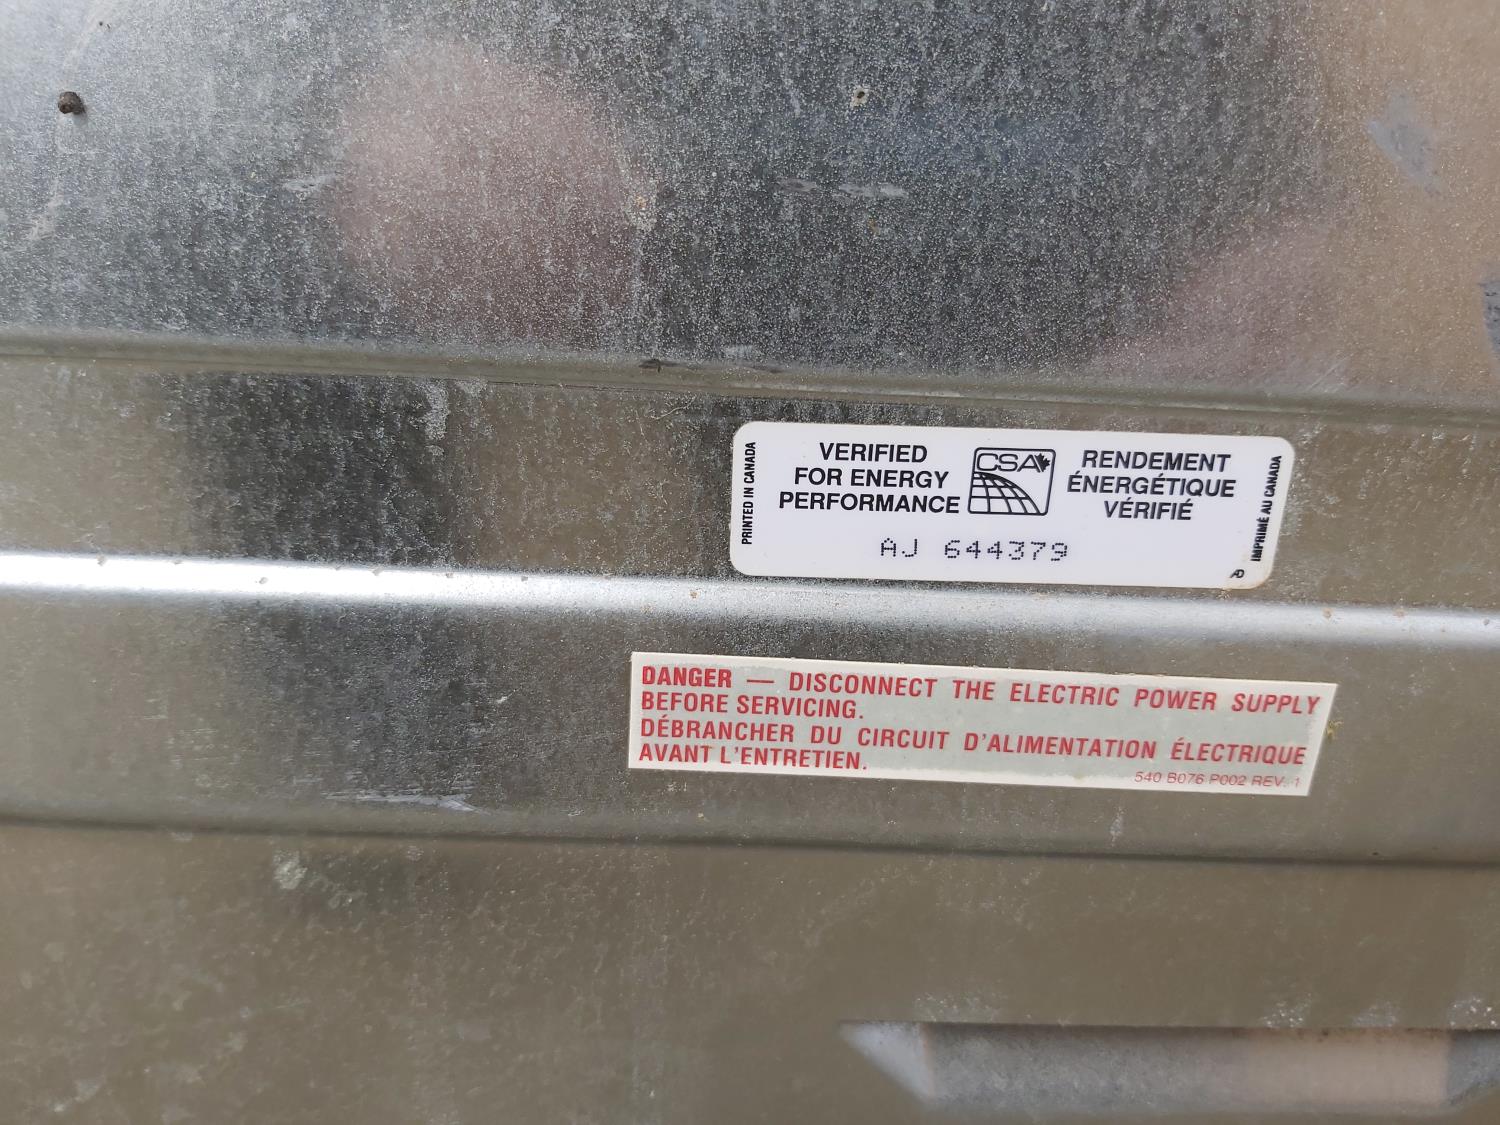 PRINTED IN CANADA
VERIFIED
FOR ENERGY
PERFORMANCE
CSA
RENDEMENT
ÉNERGÉTIQUE
VÉRIFIÉ
IMPRIMÉ AU CANADA
AJ 644379
DANGER — DISCONNECT THE ELECTRIC POWER SUPPLY
BEFORE SERVICING.
DÉBRANCHER DU CIRCUIT D'ALIMENTATION ÉLECTRIQUE
AVANT L'ENTRETIEN.
540 B076 P002 REV. 1